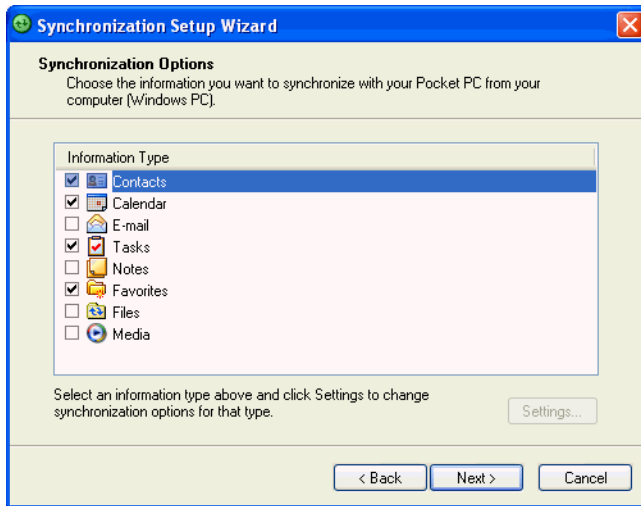 Synchronization Setup Wizard
Synchronization Options
Choose the information you want to synchronize with your Pocket PC from your
computer (Windows PC).
Information Type
Contacts
Calendar
E-mail
Tasks
Notes
Favorites
Files
Media
Select an information type above and click Settings to change
synchronization options for that type.
Settings...
< Back
Next >
Cancel